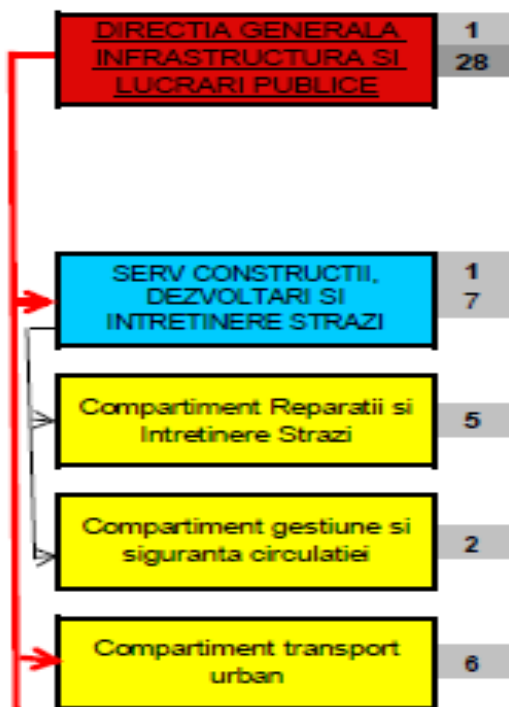 DIRECTIA GENERALA
INFRASTRUCTURA SI
LUCRARI PUBLICE
1
28
SERV CONSTRUCTII,
DEZVOLTARI SI
INTRETINERE STRAZI
1
7
Compartiment Reparatii si
Intretinere Strazi
5
Compartiment gestiune si
siguranta circulatiei
2
Compartiment transport
urban
6